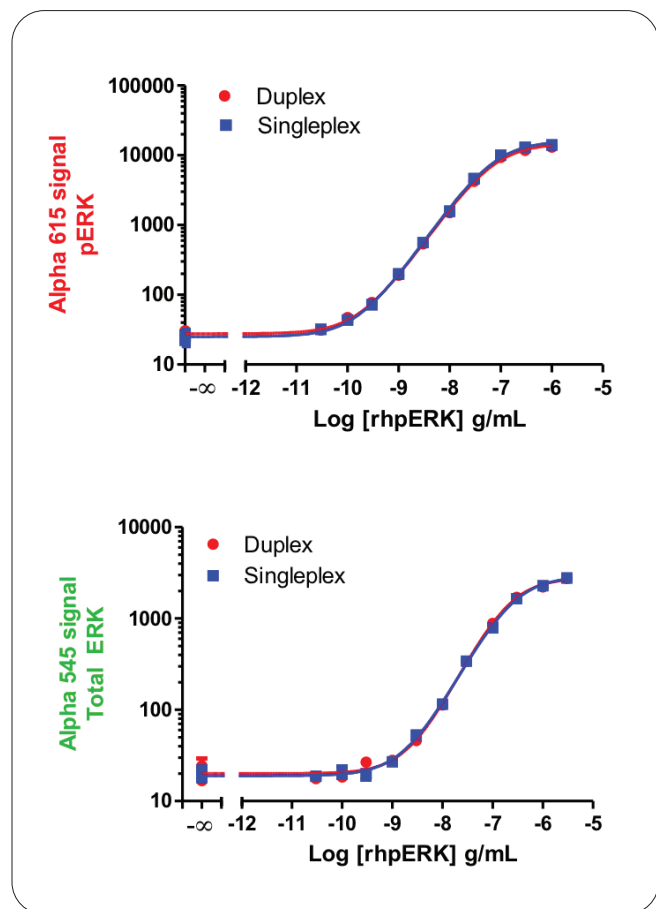 Duplex
Singleplex
Alpha 615 signal
pERK
100000
10000
1000
100
10
-∞ -12 -11 -10 -9 -8 -7 -6 -5
Log [rhpERK] g/mL
Duplex
Singleplex
Alpha 545 signal
Total ERK
10000
1000
100
10
-∞ -12 -11 -10 -9 -8 -7 -6 -5
Log [rhpERK] g/mL